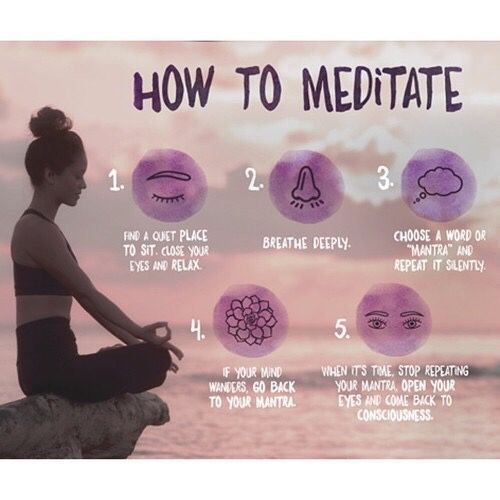 HOW TO MEDiTATE
1.
FIND A QUIET PLACE
TO SIT. CLOSE YOUR
EYES AND RELAX.
2.
BREATHE DEEPLY.
3.
CHOOSE A WORD OR
"MANTRA" AND
REPEAT IT SILENTLY.
4.
IF YOUR MIND
WANDERS, GO BACK
TO YOUR MANTRA.
5.
WHEN IT'S TIME, STOP REPEATING
YOUR MANTRA, OPEN YOUR
EYES AND COME BACK TO
CONSCIOUSNESS.